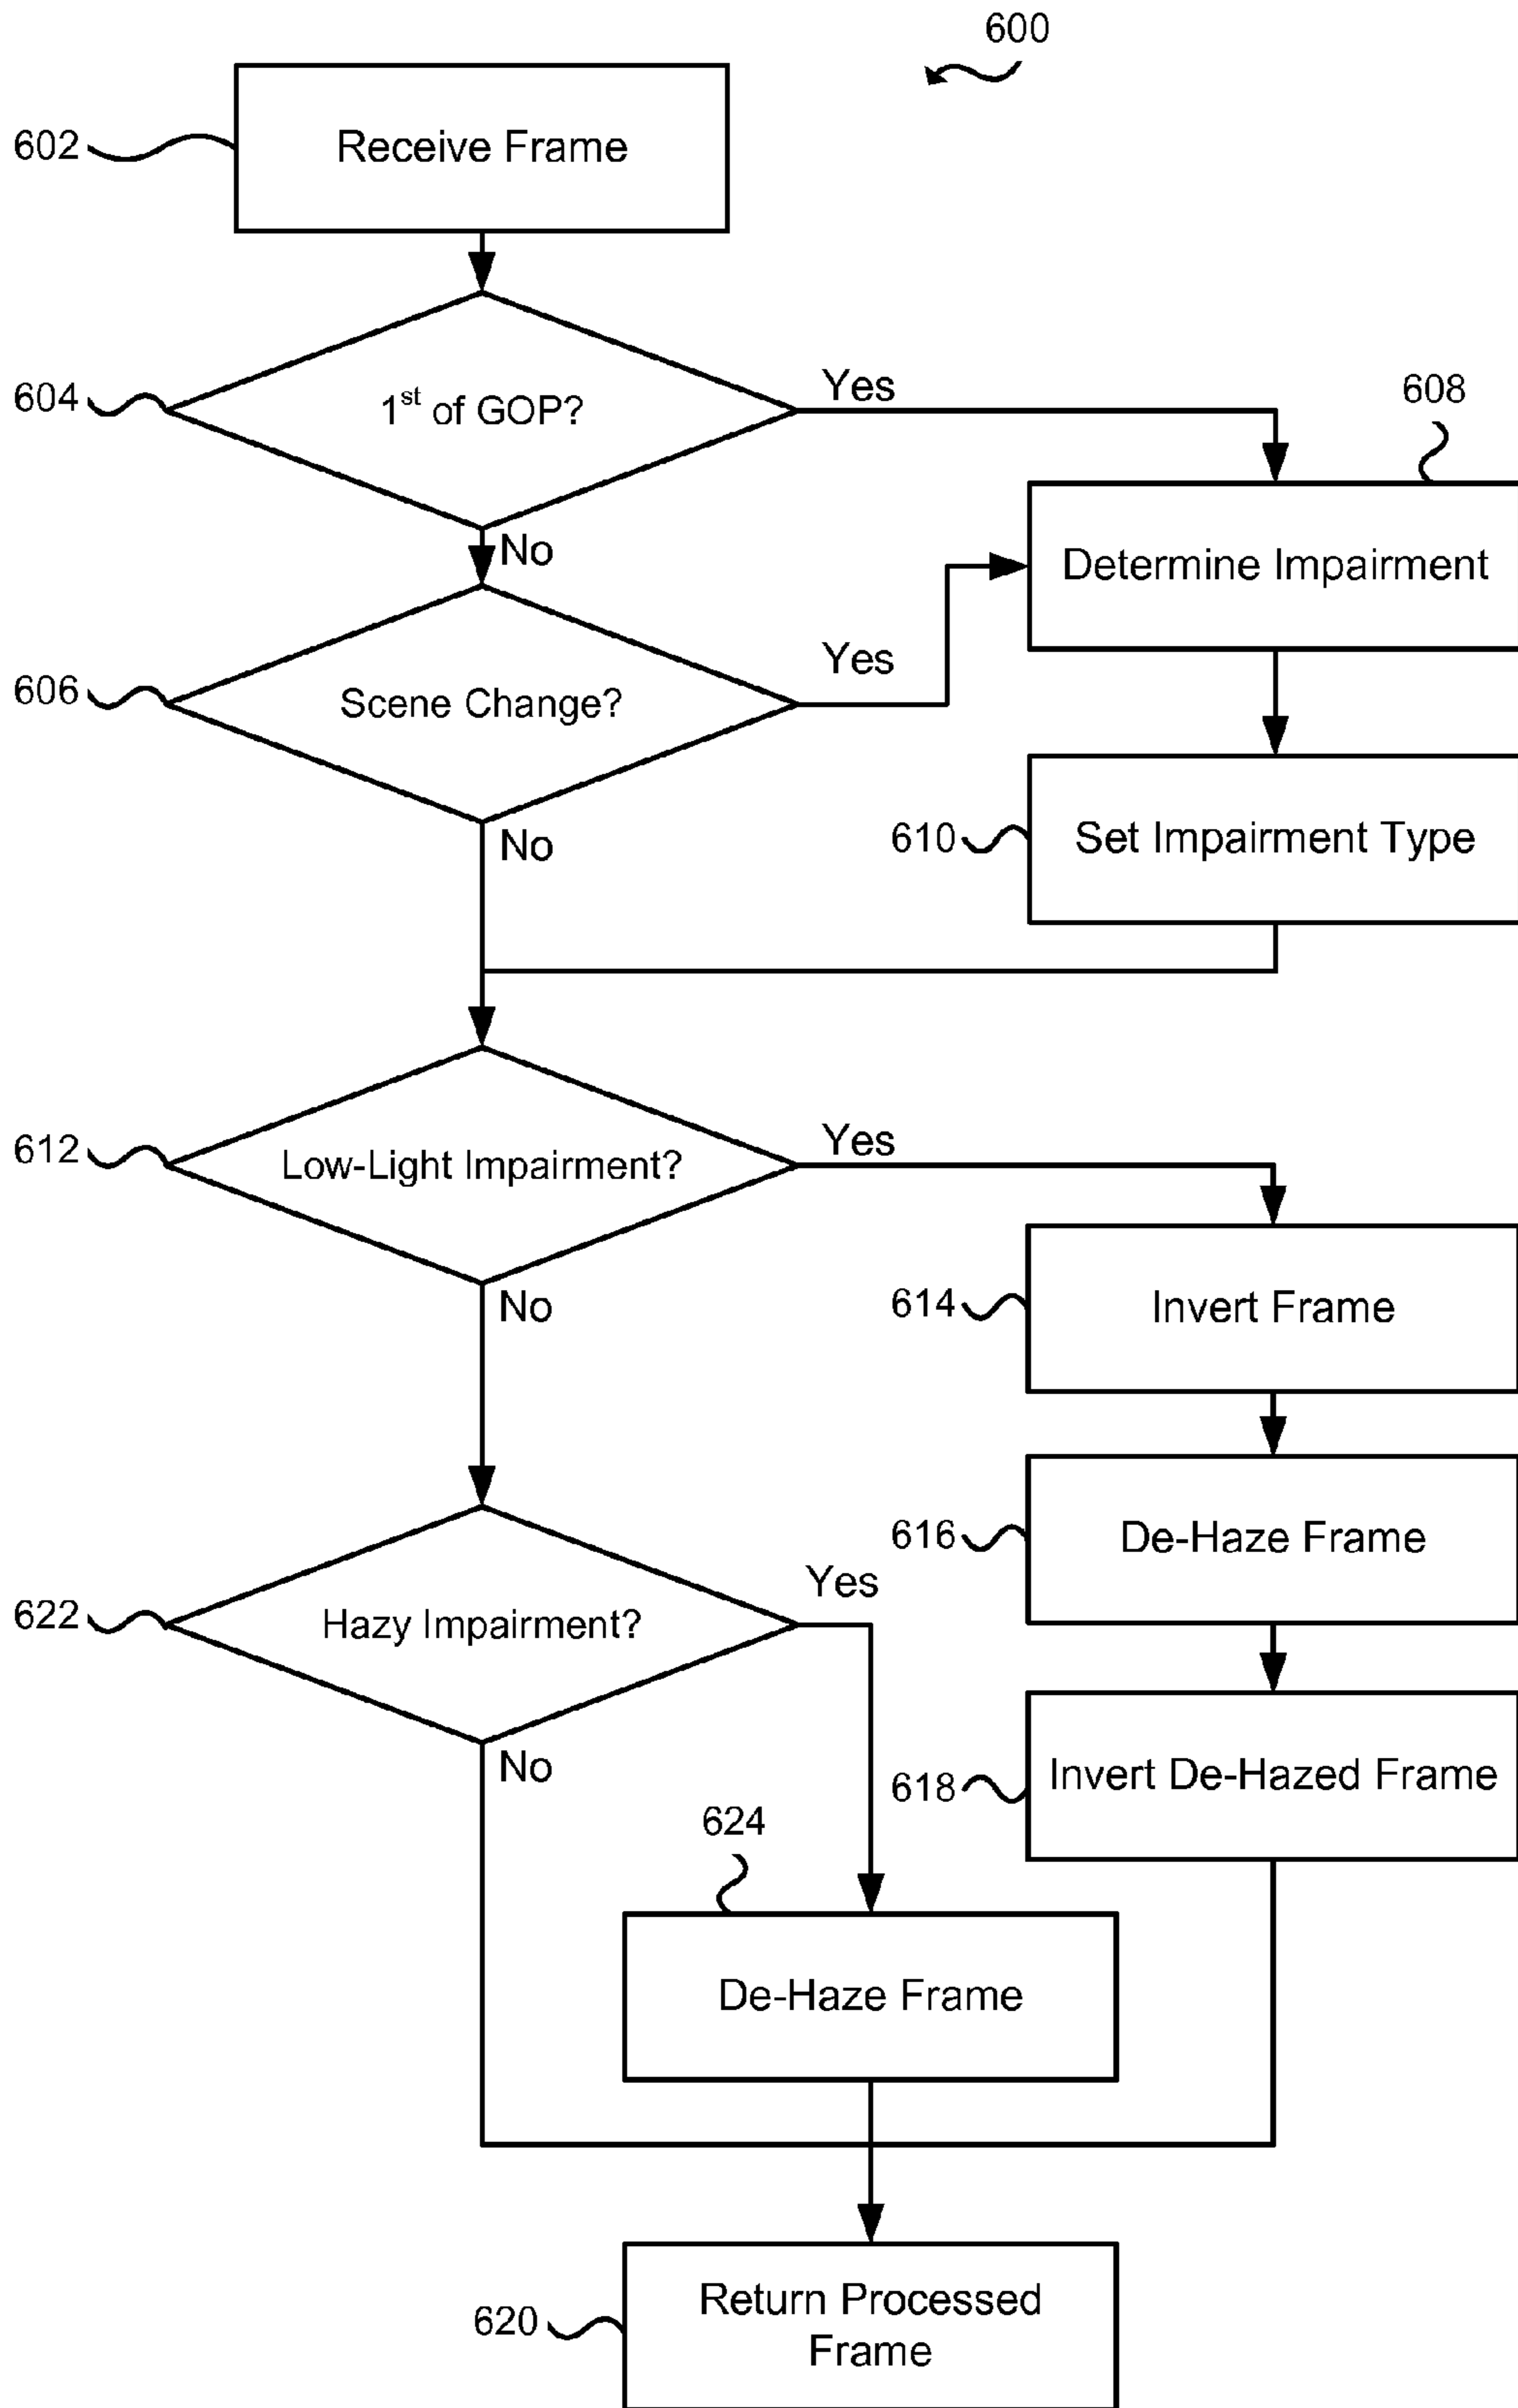 600
602
Receive Frame
604
1st of GOP?
Yes
608
No
Determine Impairment
606
Scene Change?
Yes
No
610
Set Impairment Type
612
Low-Light Impairment?
Yes
No
614
Invert Frame
616
De-Haze Frame
622
Hazy Impairment?
Yes
No
618
Invert De-Hazed Frame
624
De-Haze Frame
620
Return Processed
Frame